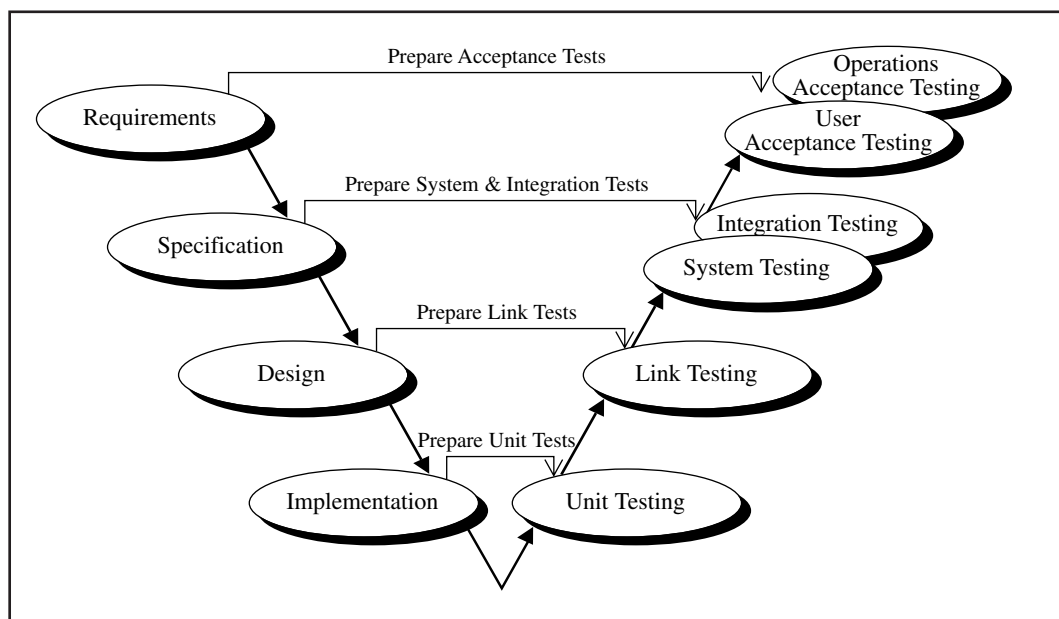 Prepare Acceptance Tests
Operations
Acceptance Testing
Requirements
User
Acceptance Testing
Prepare System & Integration Tests
Integration Testing
Specification
System Testing
Prepare Link Tests
Design
Link Testing
Prepare Unit Tests
Implementation
Unit Testing